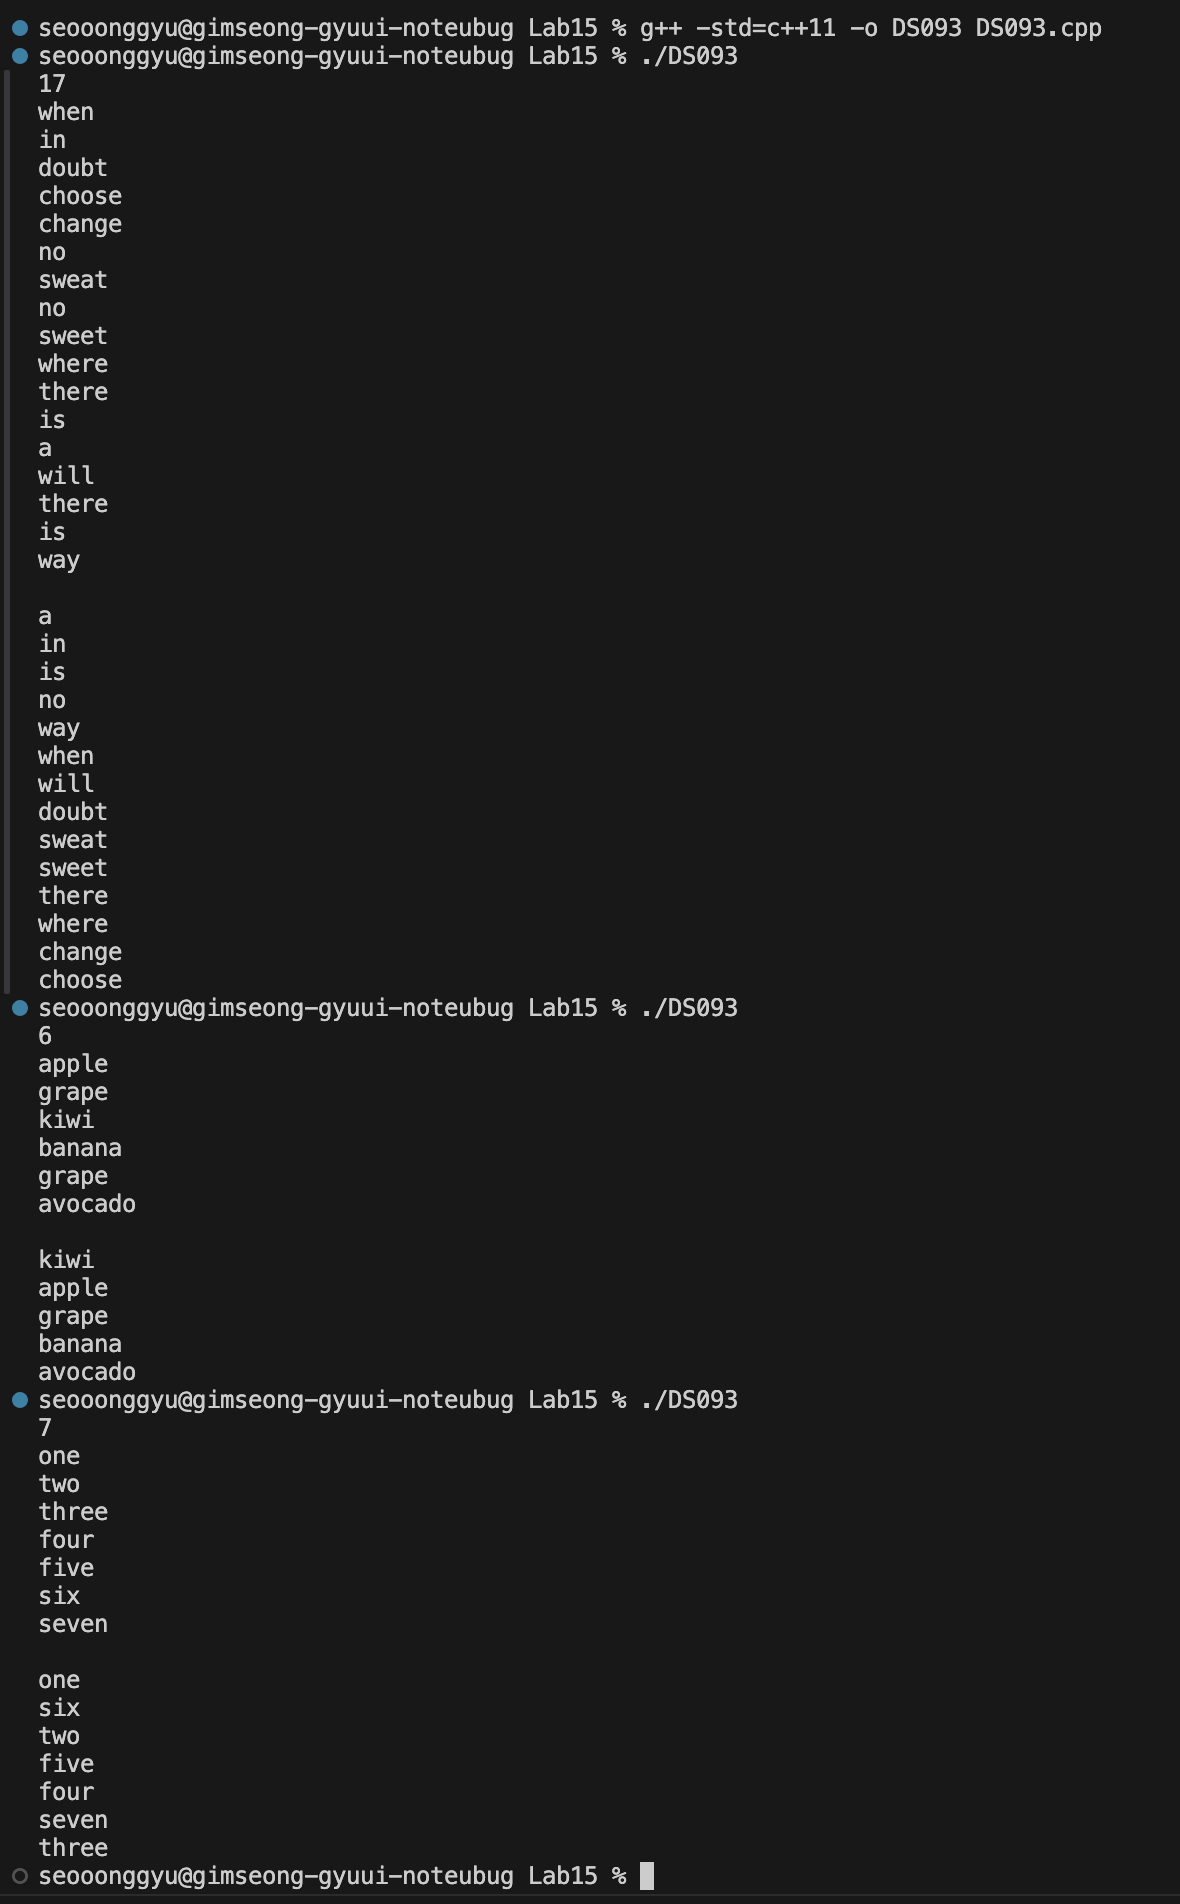 seooonggyu@gimseong-gyuui-noteubug Lab15 % g++ -std=c++11 -o DS093 DS093.cpp
seooonggyu@gimseong-gyuui-noteubug Lab15 % ./DS093
17
when
in
doubt
choose
change
no
sweat
no
sweet
where
there
is
a
will
there
is
way

a
in
is
no
way
when
will
doubt
sweat
sweet
there
where
change
choose
seooonggyu@gimseong-gyuui-noteubug Lab15 % ./DS093
6
apple
grape
kiwi
banana
grape
avocado

kiwi
apple
grape
banana
avocado
seooonggyu@gimseong-gyuui-noteubug Lab15 % ./DS093
7
one
two
three
four
five
six
seven

one
six
two
five
four
seven
three
seooonggyu@gimseong-gyuui-noteubug Lab15 %